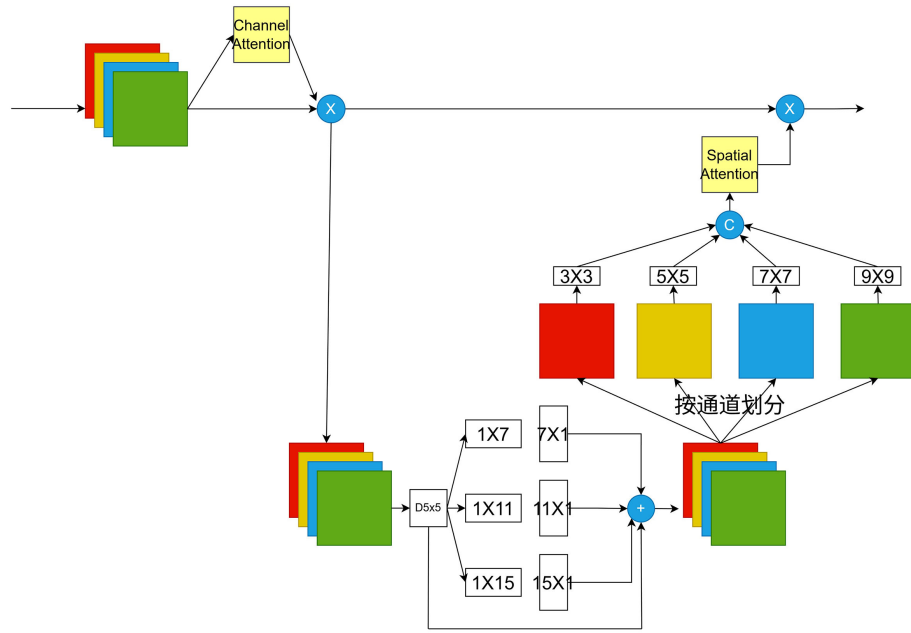 Channel
Attention
X
X
Spatial
Attention
C
3X3
5X5
7X7
9X9
按通道划分
1X7
7X1
D5x5
1X11
11X1
+
1X15
15X1